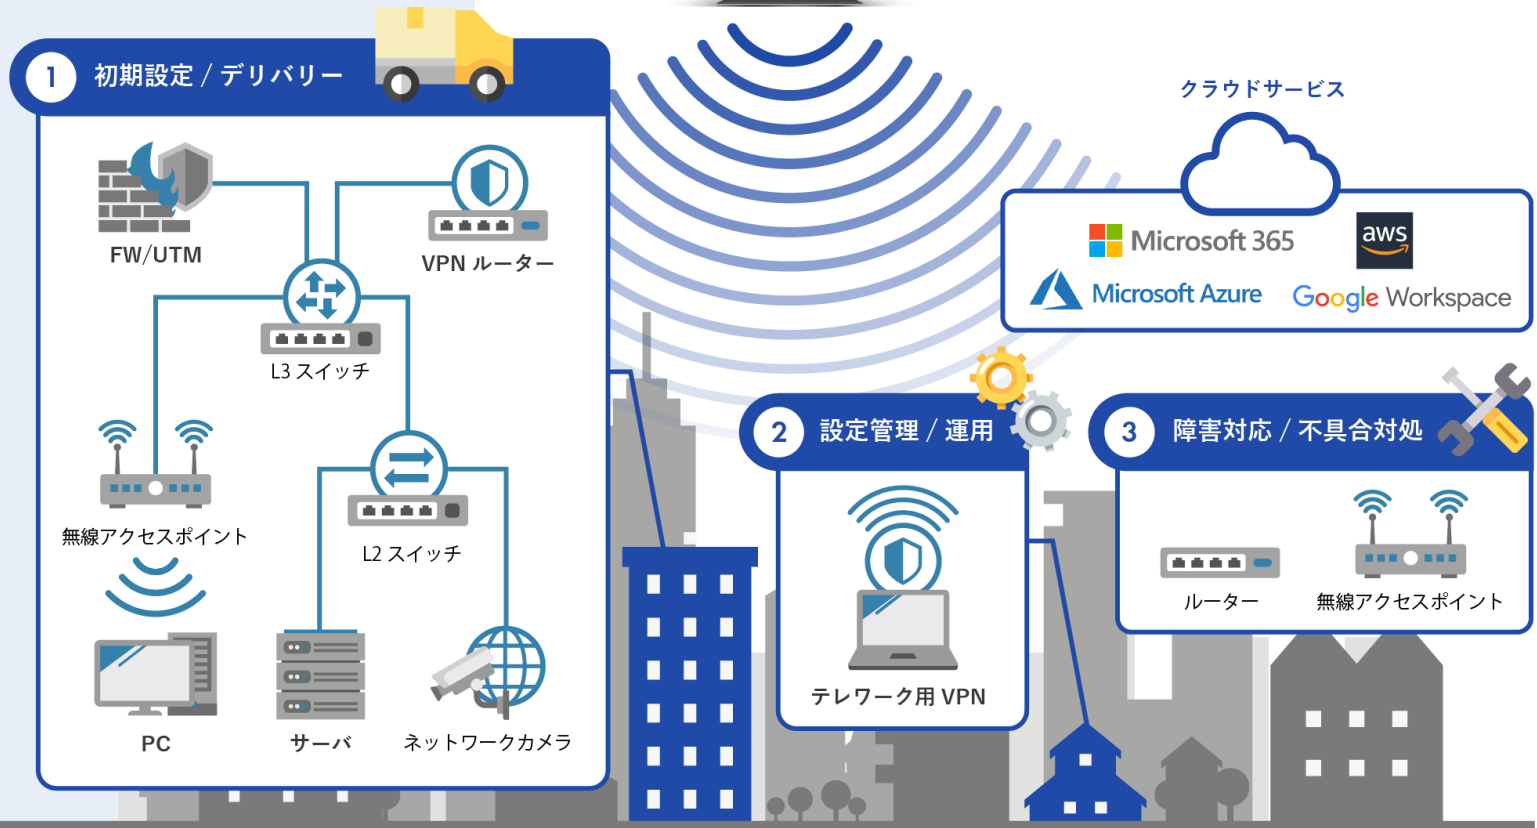 1 初期設定 / デリバリー
FW/UTM
VPN ルーター
L3 スイッチ
無線アクセスポイント
L2 スイッチ
PC
サーバ
ネットワークカメラ
クラウドサービス
Microsoft 365
aws
Microsoft Azure
Google Workspace
2 設定管理 / 運用
テレワーク用 VPN
3 障害対応 / 不具合対処
ルーター
無線アクセスポイント